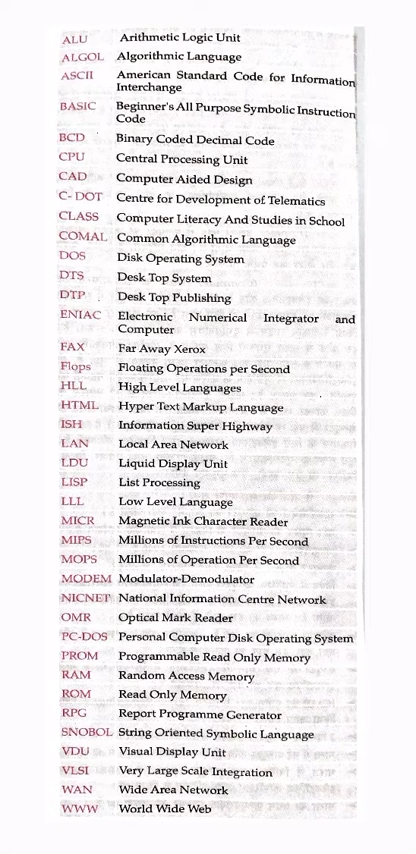 ALU Arithmetic Logic Unit
ALGOL Algorithmic Language
ASCII American Standard Code for Information
Interchange
BASIC Beginner's All Purpose Symbolic Instruction
Code
BCD Binary Coded Decimal Code
CPU Central Processing Unit
CAD Computer Aided Design
C- DOT Centre for Development of Telematics
CLASS Computer Literacy And Studies in School
COMAL Common Algorithmic Language
DOS Disk Operating System
DTS Desk Top System
DTP Desk Top Publishing
ENIAC Electronic Numerical Integrator and
Computer
FAX Far Away Xerox
Flops Floating Operations per Second
HLL High Level Languages
HTML Hyper Text Markup Language
ISH Information Super Highway
LAN Local Area Network
LDU Liquid Display Unit
LISP List Processing
LLL Low Level Language
MICR Magnetic Ink Character Reader
MIPS Millions of Instructions Per Second
MOPS Millions of Operation Per Second
MODEM Modulator-Demodulator
NICNET National Information Centre Network
OMR Optical Mark Reader
PC-DOS Personal Computer Disk Operating System
PROM Programmable Read Only Memory
RAM Random Access Memory
ROM Read Only Memory
RPG Report Programme Generator
SNOBOL String Oriented Symbolic Language
VDU Visual Display Unit
VLSI Very Large Scale Integration
WAN Wide Area Network
WWW World Wide Web